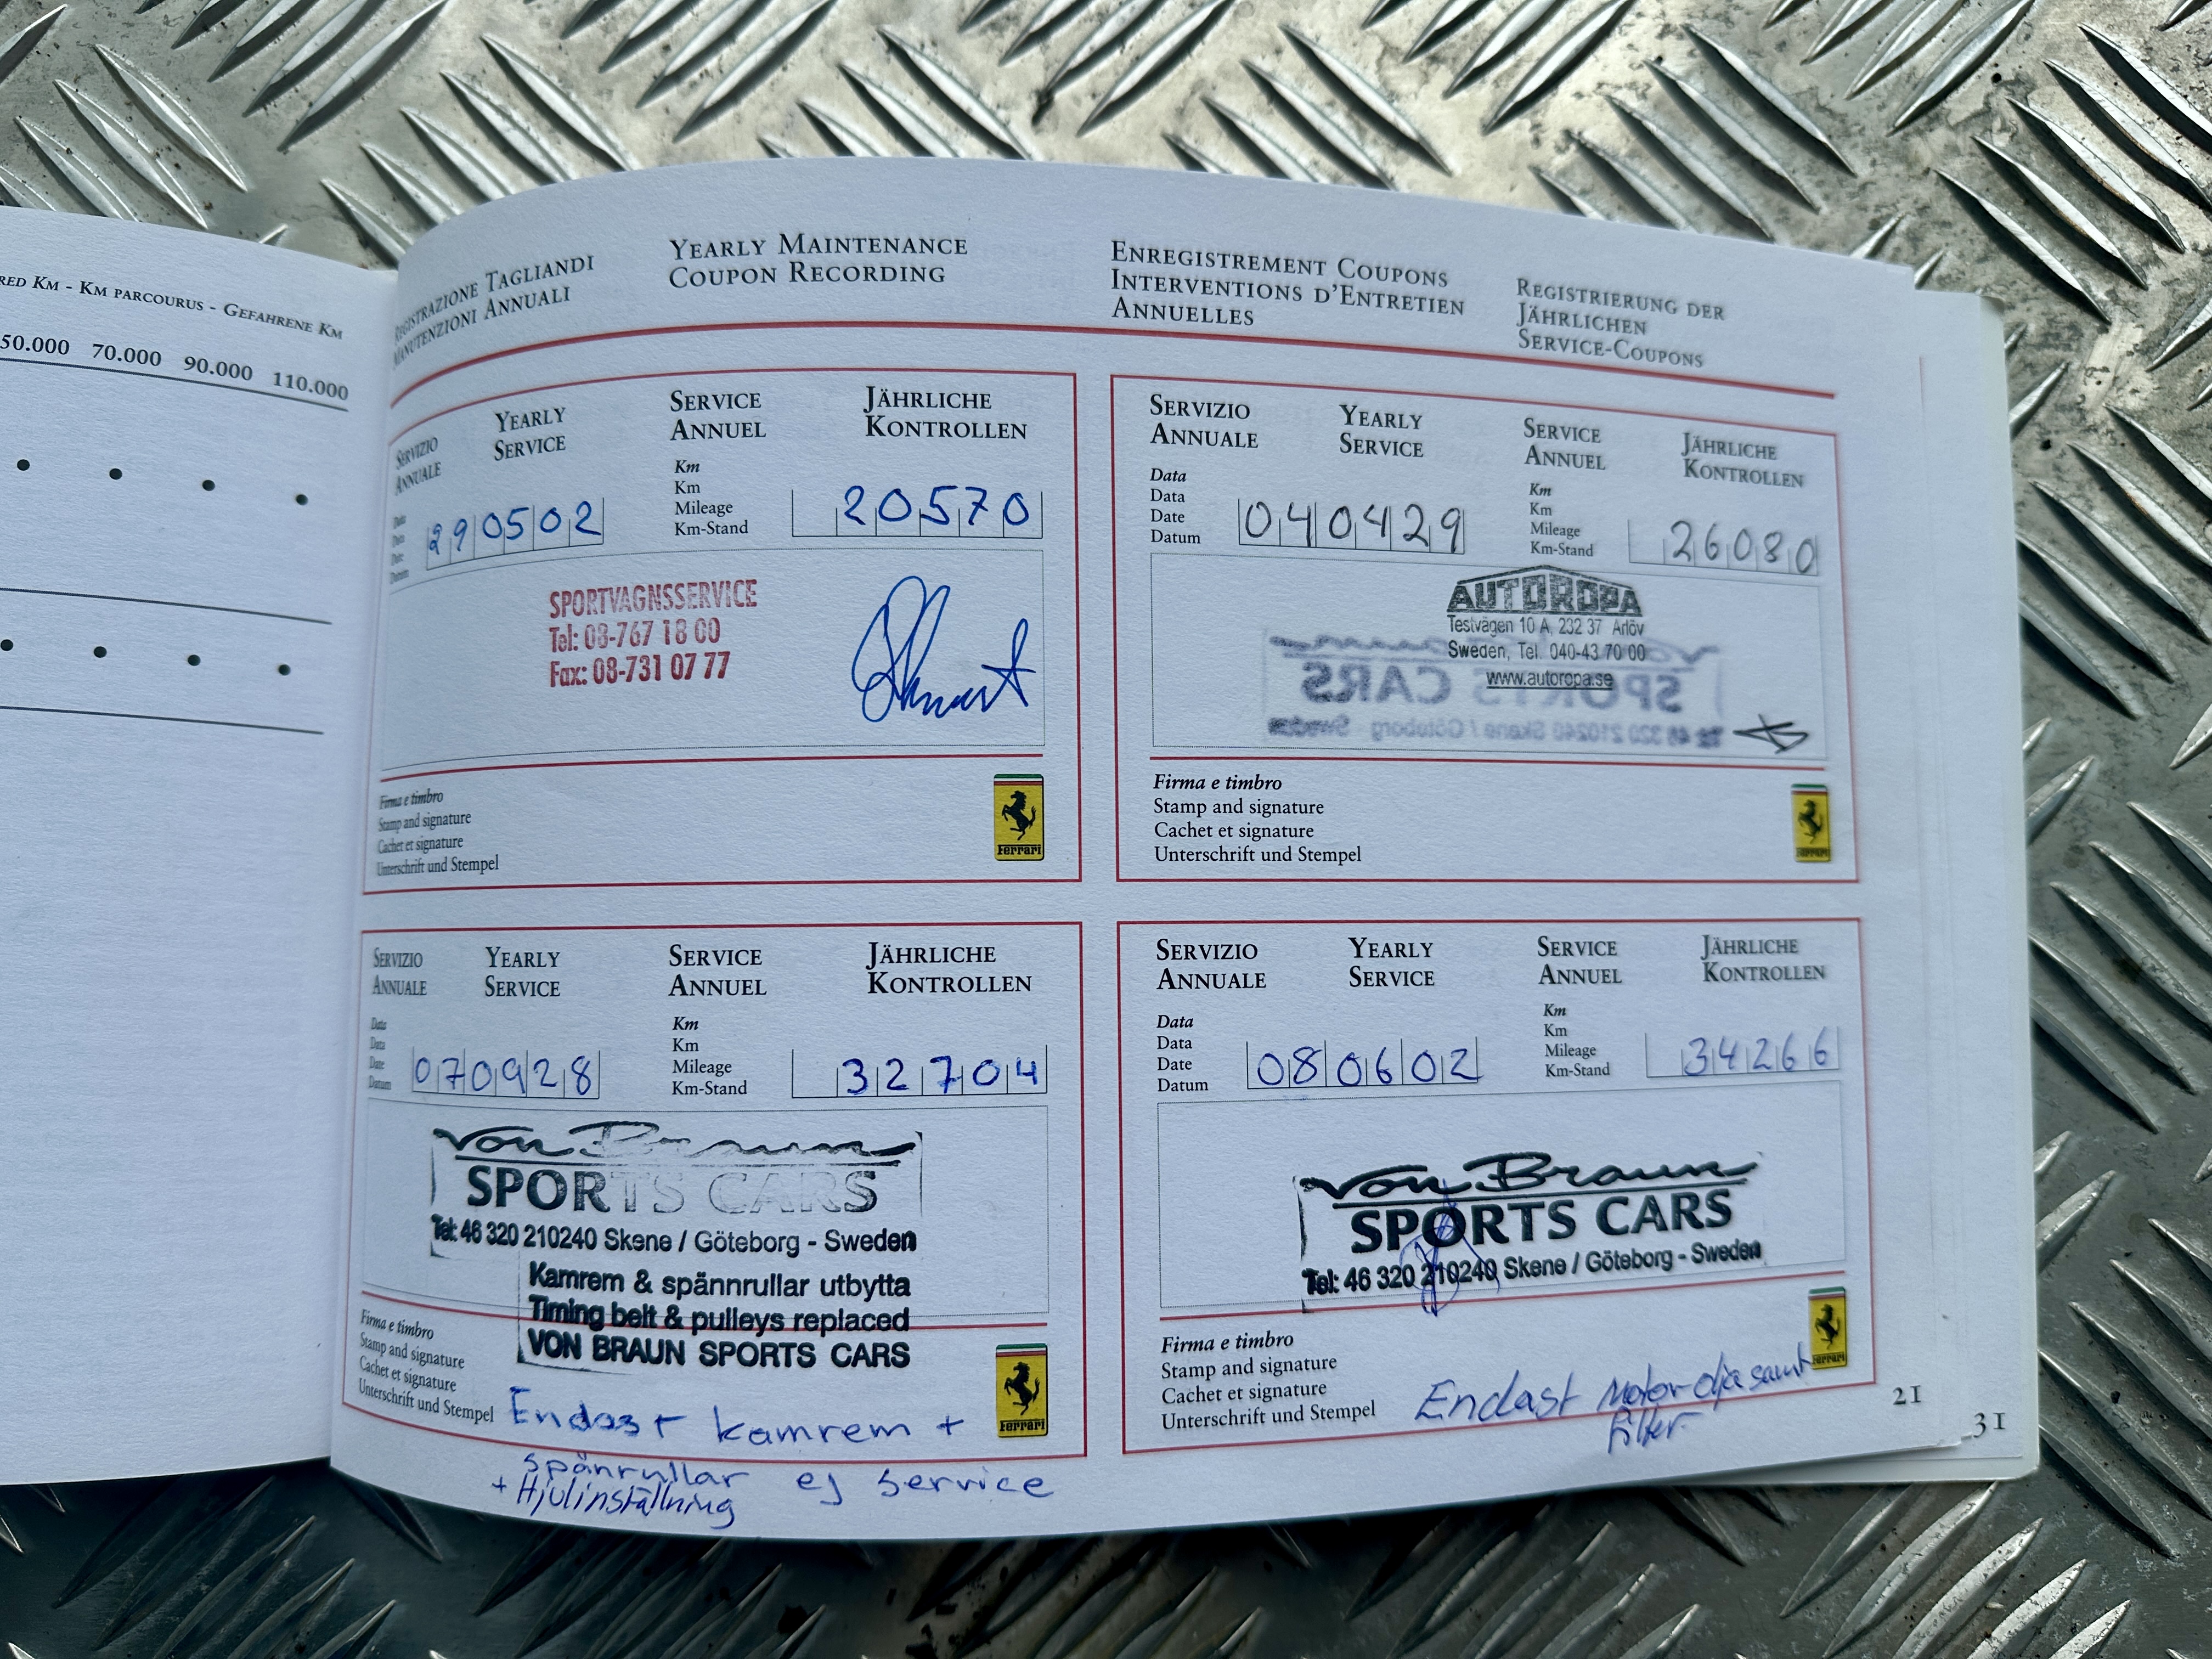 RED KM - KM PARCOURUS - GEFAHRENE KM
50.000 70.000 90.000 110.000
REGISTRAZIONE TAGLIANDI
MANUTENZIONI ANNUALI
YEARLY MAINTENANCE
COUPON RECORDING
ENREGISTREMENT COUPONS
INTERVENTIONS D'ENTRETIEN
ANNUELLES
REGISTRIERUNG DER
JÄHRLICHEN
SERVICE-COUPONS
SERVIZIO
ANNUALE
YEARLY
SERVICE
SERVICE
ANNUEL
JÄHRLICHE
KONTROLLEN
Data
Data
Date
Datum
290502
Km
Km
Mileage
Km-Stand
20570
SPORTVAGNSSERVICE
Tel: 08-767 18 00
Fax: 08-731 07 77
Firma e timbro
Stamp and signature
Cachet et signature
Unterschrift und Stempel
Ferrari
SERVIZIO
ANNUALE
YEARLY
SERVICE
SERVICE
ANNUEL
JÄHRLICHE
KONTROLLEN
Data
Data
Date
Datum
040429
Km
Km
Mileage
Km-Stand
26080
AUTOROPA
Testvägen 10 A, 232 37 Arlöv
Sweden, Tel. 040-43 70 00
www.autoropa.se
Firma e timbro
Stamp and signature
Cachet et signature
Unterschrift und Stempel
Ferrari
SERVIZIO
ANNUALE
YEARLY
SERVICE
SERVICE
ANNUEL
JÄHRLICHE
KONTROLLEN
Data
Data
Date
Datum
070928
Km
Km
Mileage
Km-Stand
32704
von Braun
SPORTS CARS
Tel: 46 320 210240 Skene / Göteborg - Sweden
Kamrem & spännrullar utbytta
Timing belt & pulleys replaced
VON BRAUN SPORTS CARS
Firma e timbro
Stamp and signature
Cachet et signature
Unterschrift und Stempel
Ferrari
Endast kamrem +
spänrullar ej service
+ Hjulinställning
SERVIZIO
ANNUALE
YEARLY
SERVICE
SERVICE
ANNUEL
JÄHRLICHE
KONTROLLEN
Data
Data
Date
Datum
080602
Km
Km
Mileage
Km-Stand
34266
von Braun
SPORTS CARS
Tel: 46 320 210240 Skene / Göteborg - Sweden
Firma e timbro
Stamp and signature
Cachet et signature
Unterschrift und Stempel
Ferrari
Endast Motorolja samt
filter
21
31